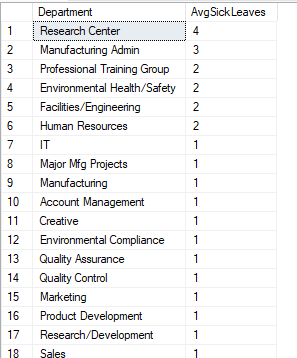 Department AvgSickLeaves
1 Research Center 4
2 Manufacturing Admin 3
3 Professional Training Group 2
4 Environmental Health/Safety 2
5 Facilities/Engineering 2
6 Human Resources 2
7 IT 1
8 Major Mfg Projects 1
9 Manufacturing 1
10 Account Management 1
11 Creative 1
12 Environmental Compliance 1
13 Quality Assurance 1
14 Quality Control 1
15 Marketing 1
16 Product Development 1
17 Research/Development 1
18 Sales 1